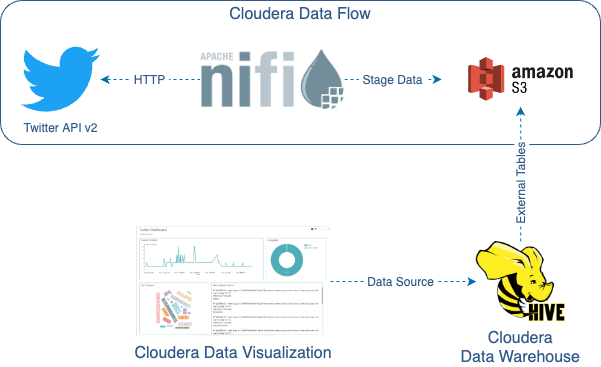 Cloudera Data Flow
APACHE
nifi
HTTP
Stage Data
amazon
S3
Twitter API v2
External Tables
Data Source
HIVE
Cloudera Data Visualization
Cloudera
Data Warehouse